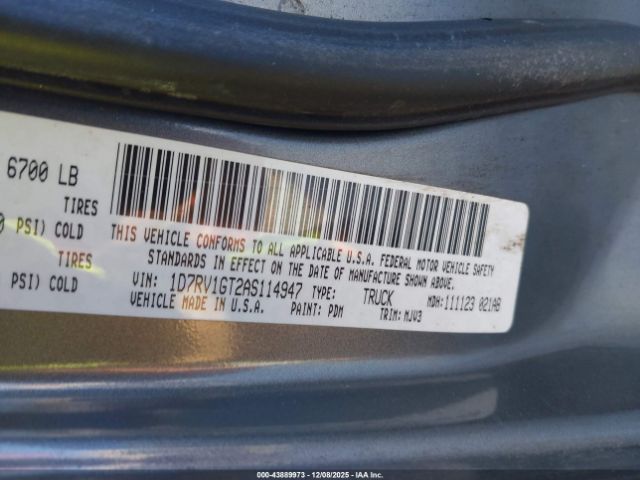 6700 LB
TIRES
0 PSI) COLD
TIRES
PSI) COLD
THIS VEHICLE CONFORMS TO ALL APPLICABLE U.S.A. FEDERAL MOTOR VEHICLE SAFETY
STANDARDS IN EFFECT ON THE DATE OF MANUFACTURE SHOWN ABOVE.
VIN: 1D7RV1GT2AS114947 TYPE: TRUCK MDH:111123 021AB
VEHICLE MADE IN U.S.A. PAINT: PDM TRIM: MJV3
000-43889973 | 12/08/2025 | IAA Inc.